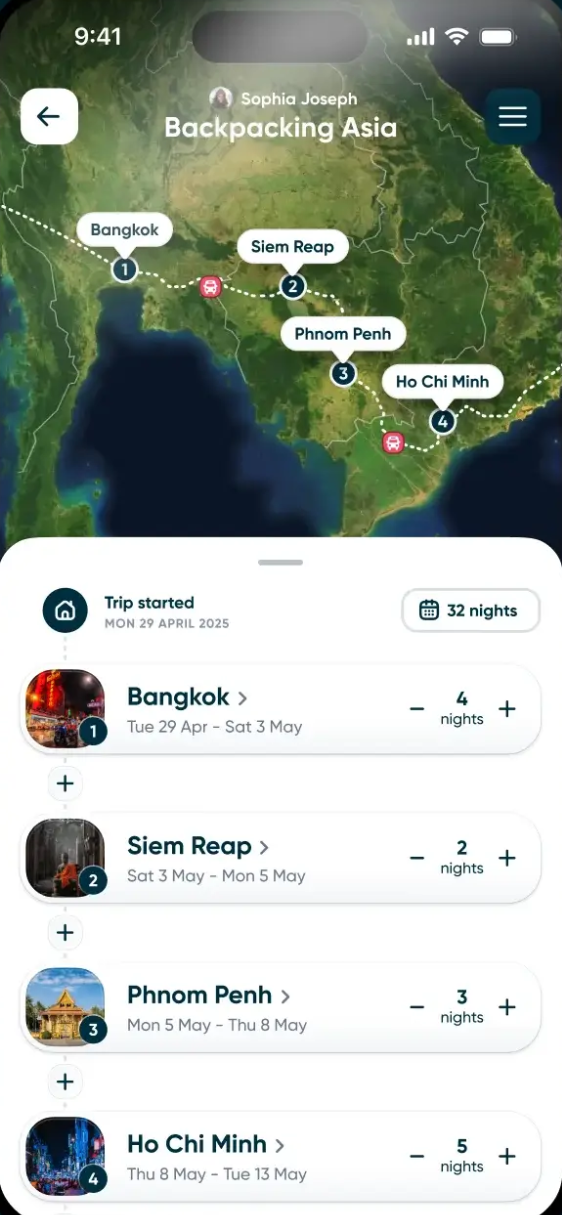 9:41
Sophia Joseph
Backpacking Asia
Bangkok
1
Siem Reap
2
Phnom Penh
3
Ho Chi Minh
4
Trip started
MON 29 APRIL 2025
32 nights
Bangkok
Tue 29 Apr - Sat 3 May
1
− 4 +
nights
+
Siem Reap
Sat 3 May - Mon 5 May
2
− 2 +
nights
+
Phnom Penh
Mon 5 May - Thu 8 May
3
− 3 +
nights
+
Ho Chi Minh
Thu 8 May - Tue 13 May
4
− 5 +
nights